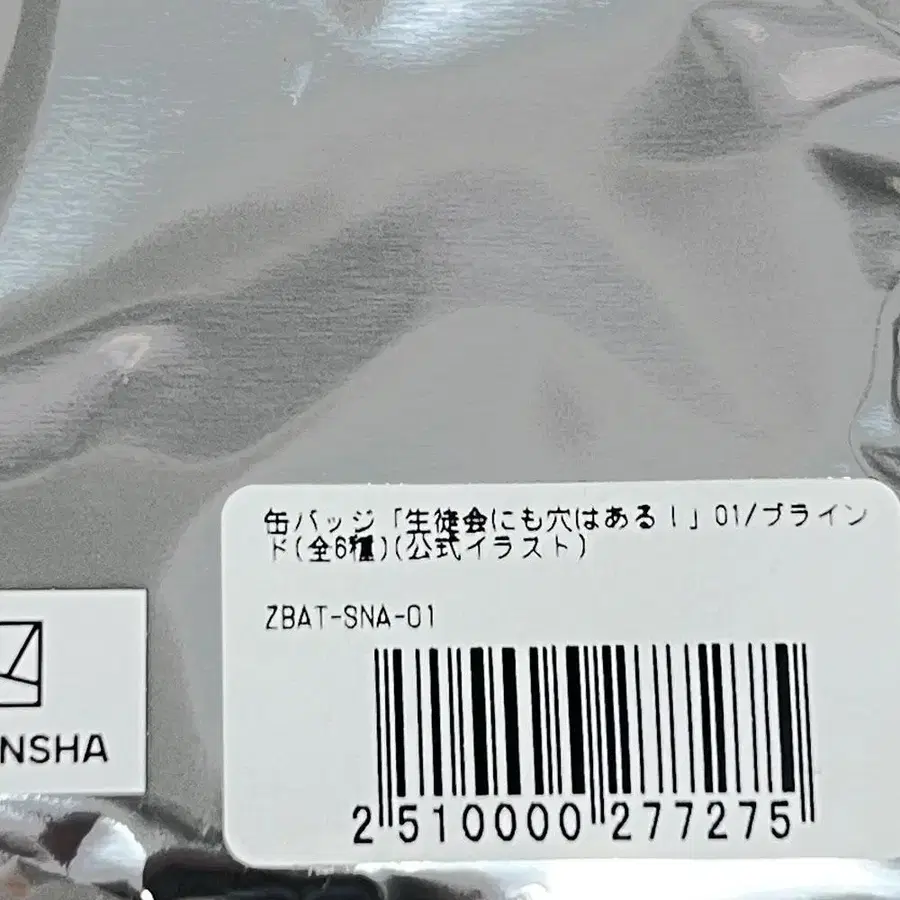 缶バッジ「生徒会にも穴はある!」01/ブライン
ド(全6種)(公式イラスト)
ZBAT-SNA-01
NSHA
2510000277275